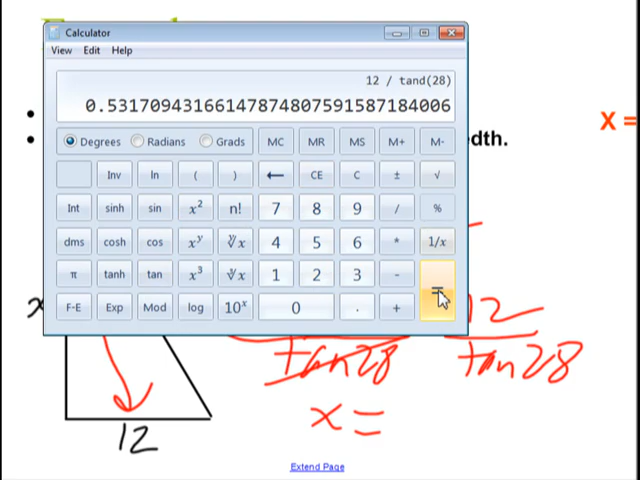 Calculator
View Edit Help
12 / tand(28)
0.53170943166147874807591587184006
X =
Degrees Radians Grads MC MR MS M+ M-
dth.
Inv ln ( ) ← CE C ± √
Int sinh sin x² n! 7 8 9 / %
dms cosh cos xʸ ʸ√x 4 5 6 * 1/x
π tanh tan x³ ³√x 1 2 3 - =
F-E Exp Mod log 10ˣ 0 . +
x
12
tan28 tan28
x =
12
Extend Page